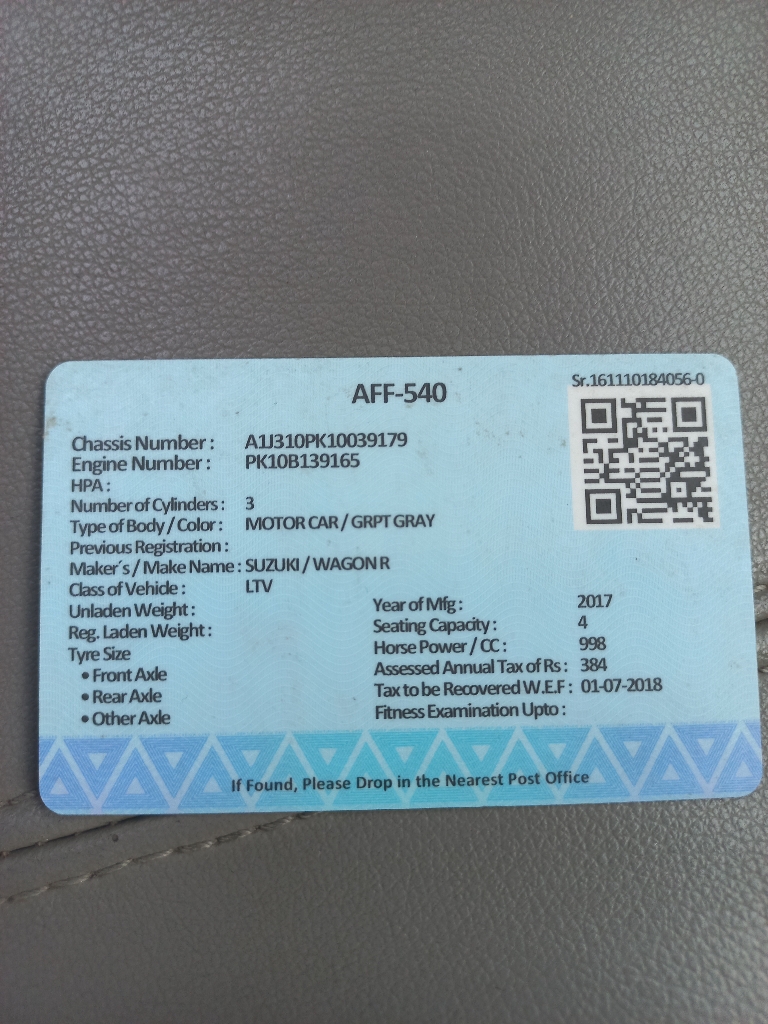 AFF-540
Sr.161110184056-0
Chassis Number : A1J310PK10039179
Engine Number : PK10B139165
HPA :
Number of Cylinders : 3
Type of Body / Color : MOTOR CAR / GRPT GRAY
Previous Registration :
Maker´s / Make Name : SUZUKI / WAGON R
Class of Vehicle : LTV
Unladen Weight :
Reg. Laden Weight :
Tyre Size
• Front Axle
• Rear Axle
• Other Axle
Year of Mfg : 2017
Seating Capacity : 4
Horse Power / CC : 998
Assessed Annual Tax of Rs : 384
Tax to be Recovered W.E.F : 01-07-2018
Fitness Examination Upto :
If Found, Please Drop in the Nearest Post Office